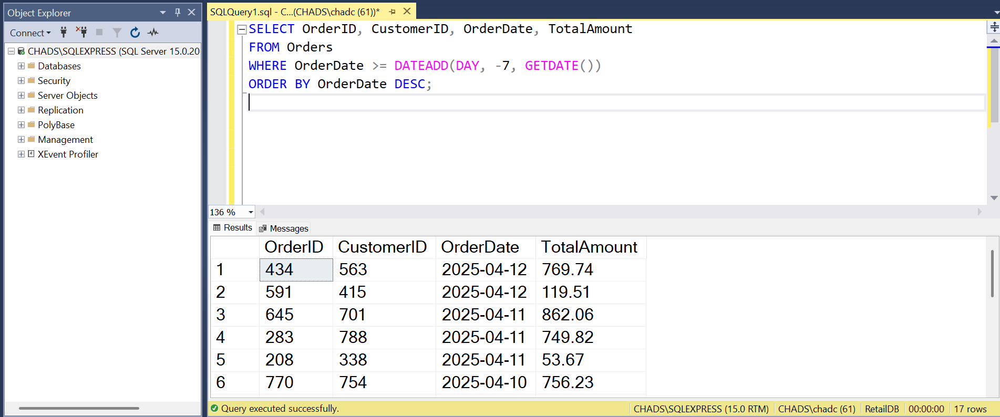 Object Explorer
Connect
CHADS\SQLEXPRESS (SQL Server 15.0.20
Databases
Security
Server Objects
Replication
PolyBase
Management
XEvent Profiler
SQLQuery1.sql - C...(CHADS\chadc (61))*
SELECT OrderID, CustomerID, OrderDate, TotalAmount
FROM Orders
WHERE OrderDate >= DATEADD(DAY, -7, GETDATE())
ORDER BY OrderDate DESC;
136 %
Results Messages
OrderID CustomerID OrderDate TotalAmount
1 434 563 2025-04-12 769.74
2 591 415 2025-04-12 119.51
3 645 701 2025-04-11 862.06
4 283 788 2025-04-11 749.82
5 208 338 2025-04-11 53.67
6 770 754 2025-04-10 756.23
Query executed successfully. CHADS\SQLEXPRESS (15.0 RTM) CHADS\chadc (61) RetailDB 00:00:00 17 rows